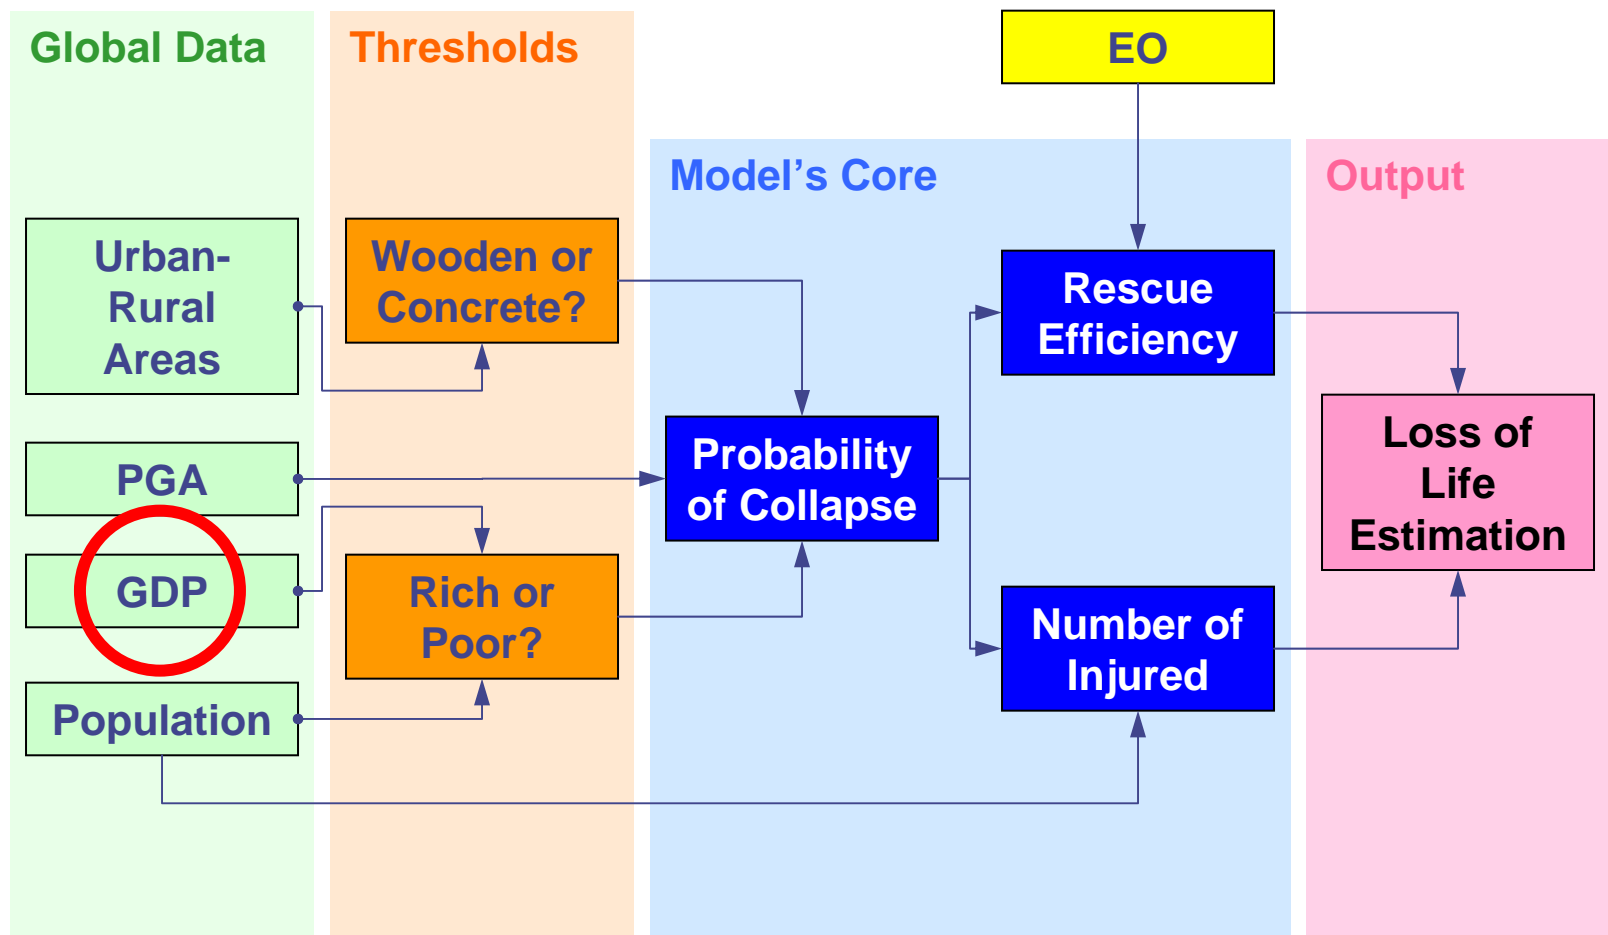 Global Data
Thresholds
EO
Model’s Core
Output
Urban-
Rural
Areas
Wooden or
Concrete?
Rescue
Efficiency
PGA
Probability
of Collapse
Loss of
Life
Estimation
GDP
Rich or
Poor?
Number of
Injured
Population